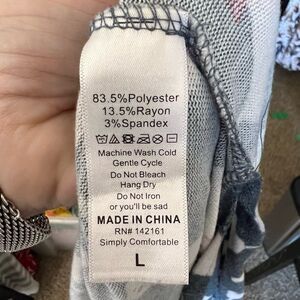 83.5%Polyester
13.5%Rayon
3%Spandex
Machine Wash Cold
Gentle Cycle
Do Not Bleach
Hang Dry
Do Not Iron
or you'll be sad
MADE IN CHINA
RN# 142161
Simply Comfortable
L